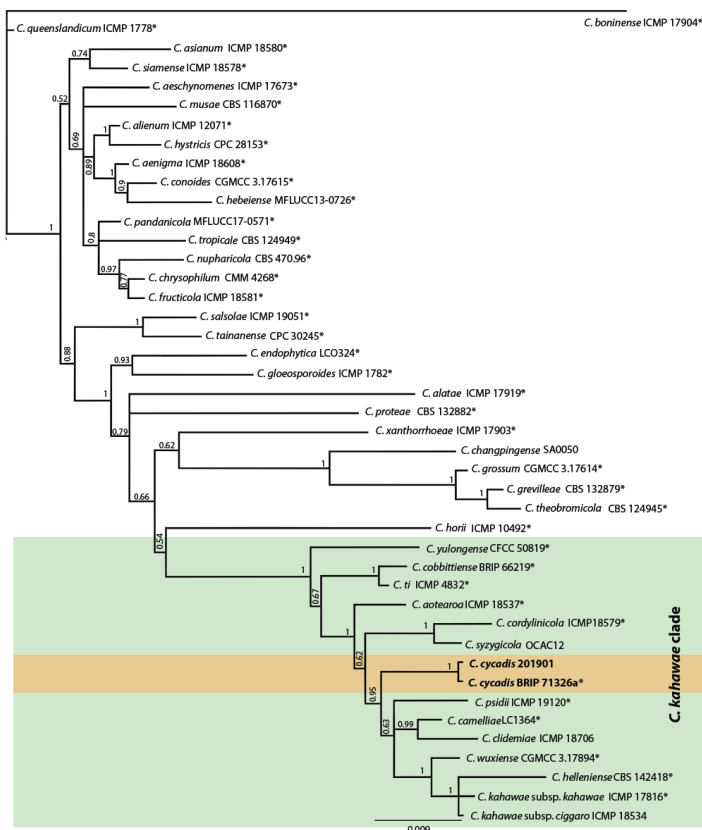 C. boninense ICMP 17904*
C. queenslandicum ICMP 1778*
C. asianum ICMP 18580*
0.74
C. siamense ICMP 18578*
C. aeschynomenes ICMP 17673*
0.52
C. musae CBS 116870*
C. alienum ICMP 12071*
1
0.69
C. hystricis CPC 28153*
C. aenigma ICMP 18608*
0.89
1
C. conoides CGMCC 3.17615*
0.9
C. hebeiense MFLUCC13-0726*
C. pandanicola MFLUCC17-0571*
1
0.8
C. tropicale CBS 124949*
C. nupharicola CBS 470.96*
0.97
C. chrysophilum CMM 4268*
0.77
C. fructicola ICMP 18581*
C. salsolae ICMP 19051*
1
C. tainanense CPC 30245*
0.88
C. endophytica LCO324*
0.93
C. gloeosporoides ICMP 1782*
C. alatae ICMP 17919*
1
C. proteae CBS 132882*
0.79
C. xanthorrhoeae ICMP 17903*
0.62
C. changpingense SA0050
1
C. grossum CGMCC 3.17614*
1
C. grevilleae CBS 132879*
1
0.66
C. theobromicola CBS 124945*
C. horii ICMP 10492*
0.54
C. yulongense CFCC 50819*
C. cobbittiense BRIP 66219*
1
1
C. ti ICMP 4832*
0.67
C. aotearoa ICMP 18537*
C. cordylinicola ICMP18579*
1
1
C. syzygicola OCAC12
0.62
C. cycadis 201901
1
C. cycadis BRIP 71326a*
0.95
C. psidii ICMP 19120*
C. camelliae LC1364*
0.99
0.63
C. clidemiae ICMP 18706
C. wuxiense CGMCC 3.17894*
1
C. helleniense CBS 142418*
1
C. kahawae subsp. kahawae ICMP 17816*
C. kahawae subsp. ciggaro ICMP 18534
0.009
C. kahawae clade